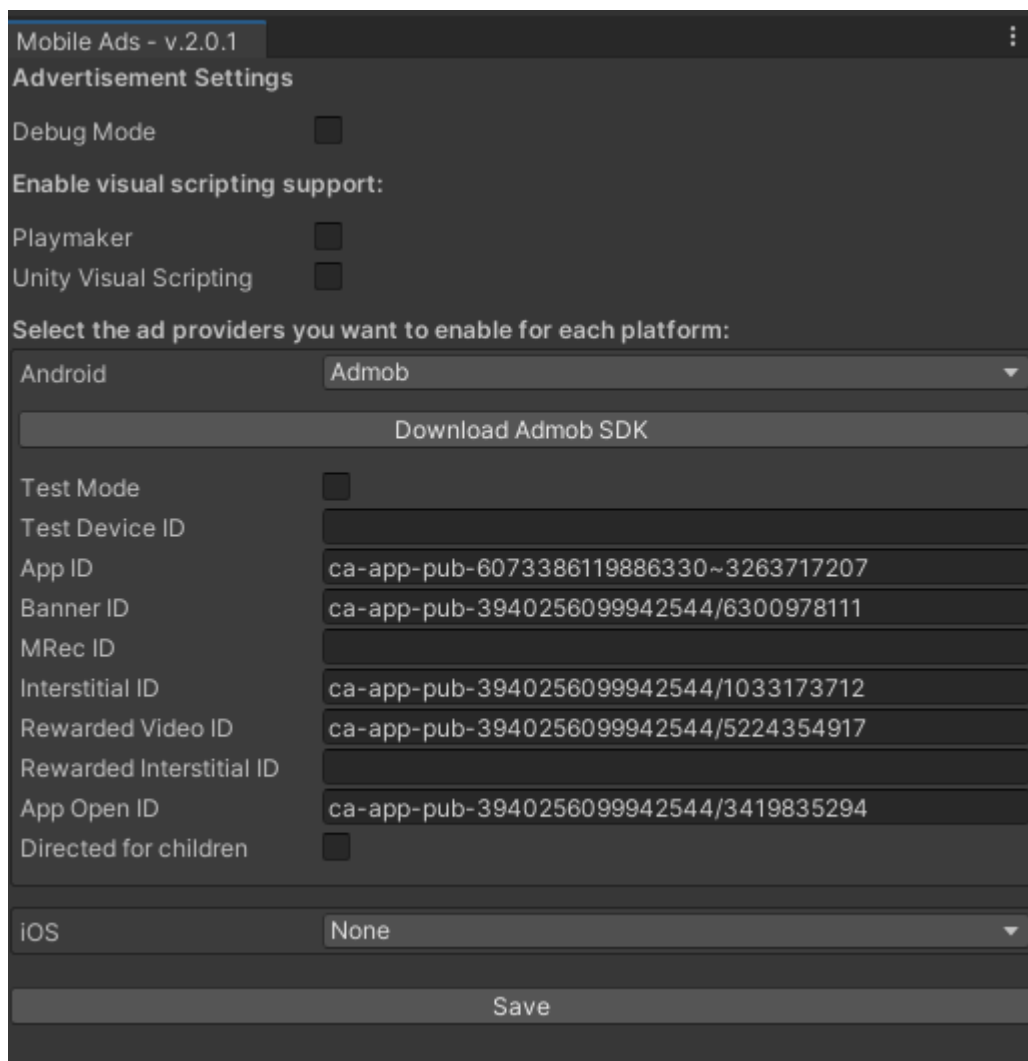 Mobile Ads - v.2.0.1
Advertisement Settings
Debug Mode
Enable visual scripting support:
Playmaker
Unity Visual Scripting
Select the ad providers you want to enable for each platform:
Android Admob
Download Admob SDK
Test Mode
Test Device ID
App ID ca-app-pub-6073386119886330~3263717207
Banner ID ca-app-pub-3940256099942544/6300978111
MRec ID
Interstitial ID ca-app-pub-3940256099942544/1033173712
Rewarded Video ID ca-app-pub-3940256099942544/5224354917
Rewarded Interstitial ID
App Open ID ca-app-pub-3940256099942544/3419835294
Directed for children
iOS None
Save